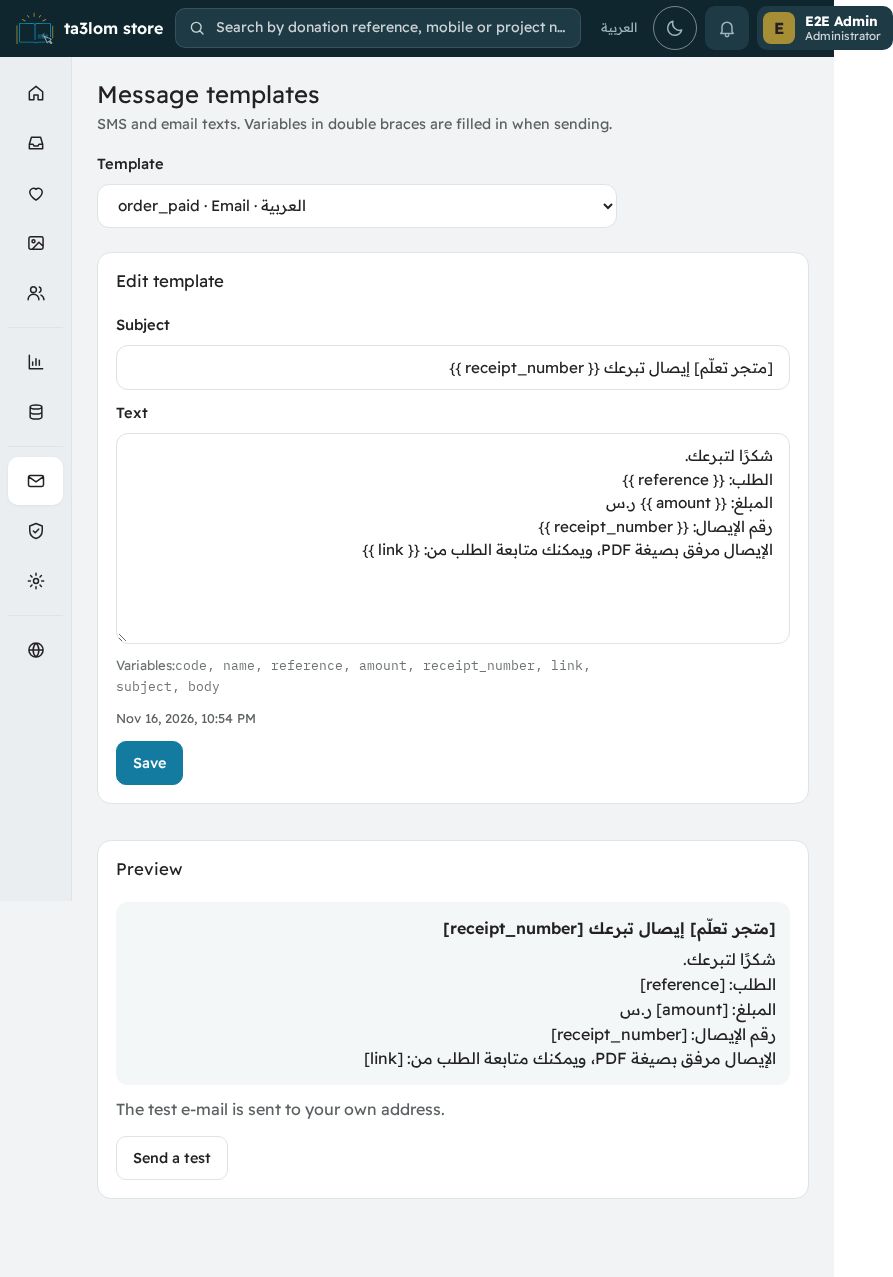 ta3lom store
Search by donation reference, mobile or project n…
العربية
E
E2E Admin
Administrator
Message templates
SMS and email texts. Variables in double braces are filled in when sending.
Template
order_paid · Email · العربية
Edit template
Subject
[متجر تعلّم] إيصال تبرعك {{ receipt_number }}
Text
شكرًا لتبرعك.
الطلب: {{ reference }}
المبلغ: {{ amount }} ر.س
رقم الإيصال: {{ receipt_number }}
الإيصال مرفق بصيغة PDF، ويمكنك متابعة الطلب من: {{ link }}
Variables:code, name, reference, amount, receipt_number, link,
subject, body
Nov 16, 2026, 10:54 PM
Save
Preview
[متجر تعلّم] إيصال تبرعك [receipt_number]
شكرًا لتبرعك.
الطلب: [reference]
المبلغ: [amount] ر.س
رقم الإيصال: [receipt_number]
الإيصال مرفق بصيغة PDF، ويمكنك متابعة الطلب من: [link]
The test e-mail is sent to your own address.
Send a test